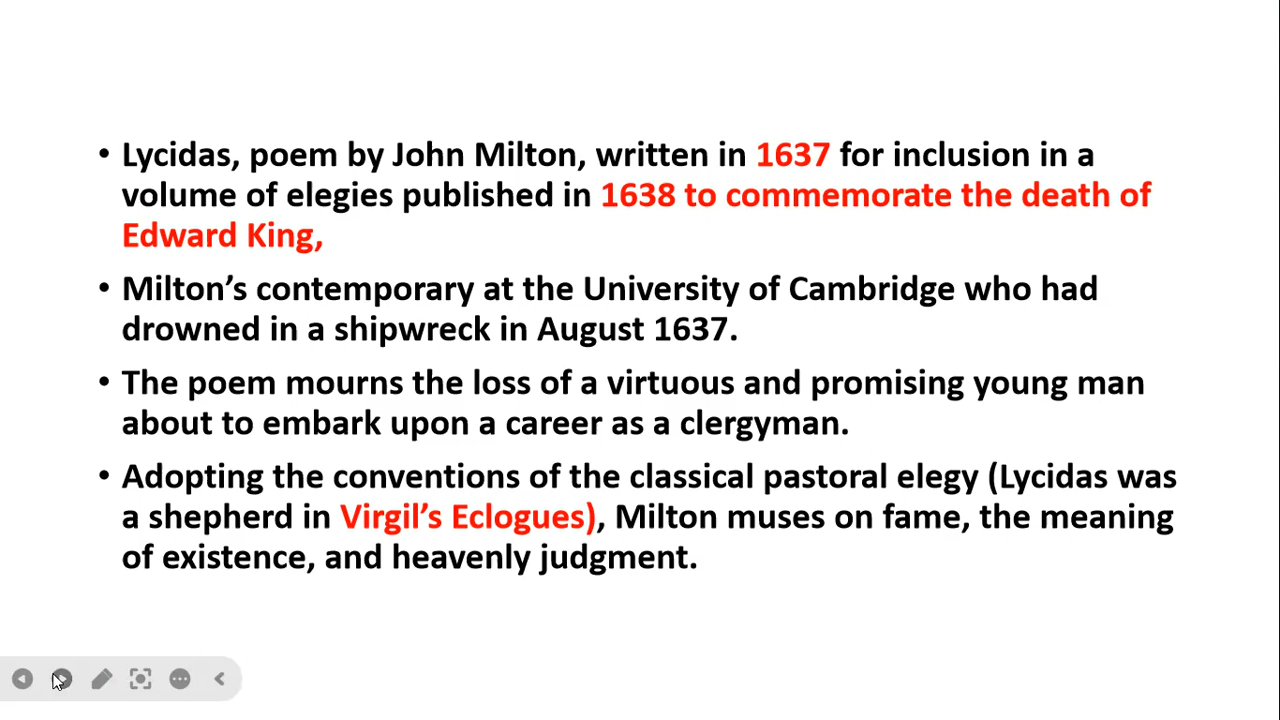 • Lycidas, poem by John Milton, written in 1637 for inclusion in a
volume of elegies published in 1638 to commemorate the death of
Edward King,
• Milton’s contemporary at the University of Cambridge who had
drowned in a shipwreck in August 1637.
• The poem mourns the loss of a virtuous and promising young man
about to embark upon a career as a clergyman.
• Adopting the conventions of the classical pastoral elegy (Lycidas was
a shepherd in Virgil’s Eclogues), Milton muses on fame, the meaning
of existence, and heavenly judgment.